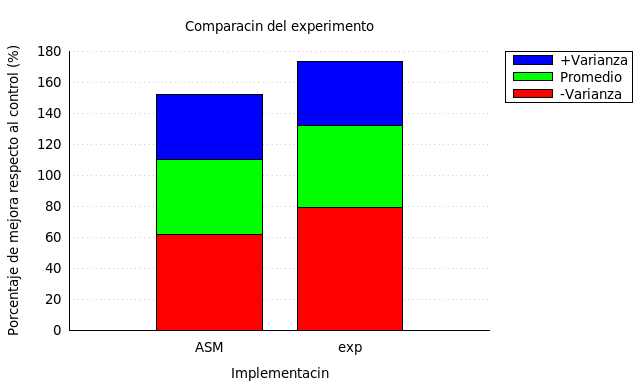 Comparacin del experimento
Porcentaje de mejora respecto al control (%)
180
160
140
120
100
80
60
40
20
0
ASM
exp
Implementacin
+Varianza
Promedio
-Varianza